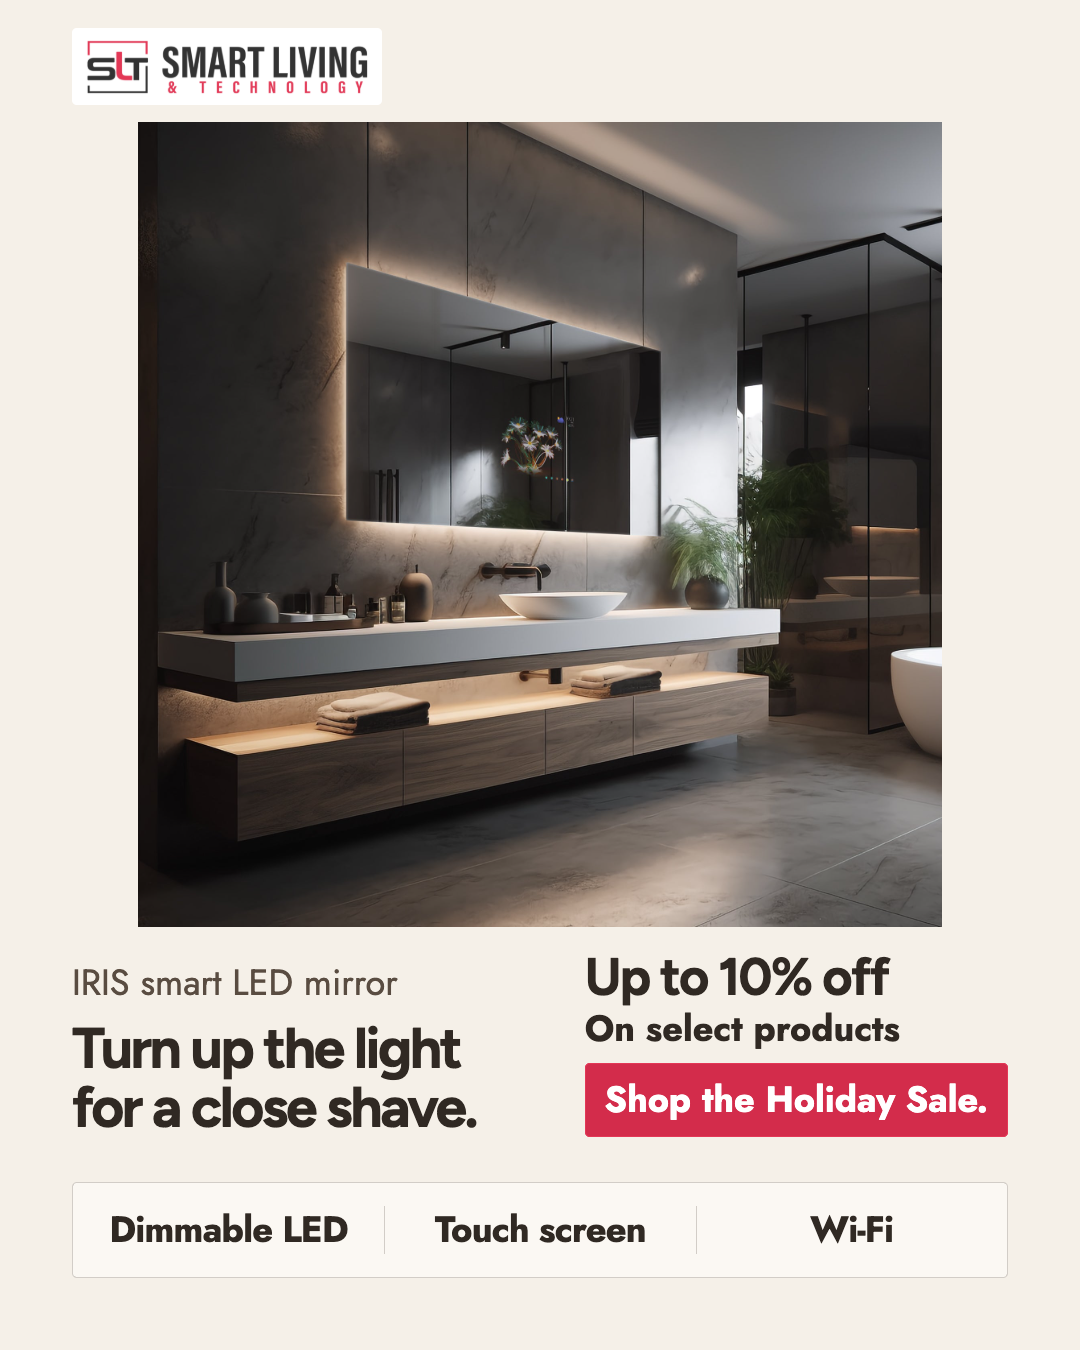 SLT SMART LIVING
& TECHNOLOGY
IRIS smart LED mirror
Turn up the light
for a close shave.
Up to 10% off
On select products
Shop the Holiday Sale.
Dimmable LED
Touch screen
Wi-Fi